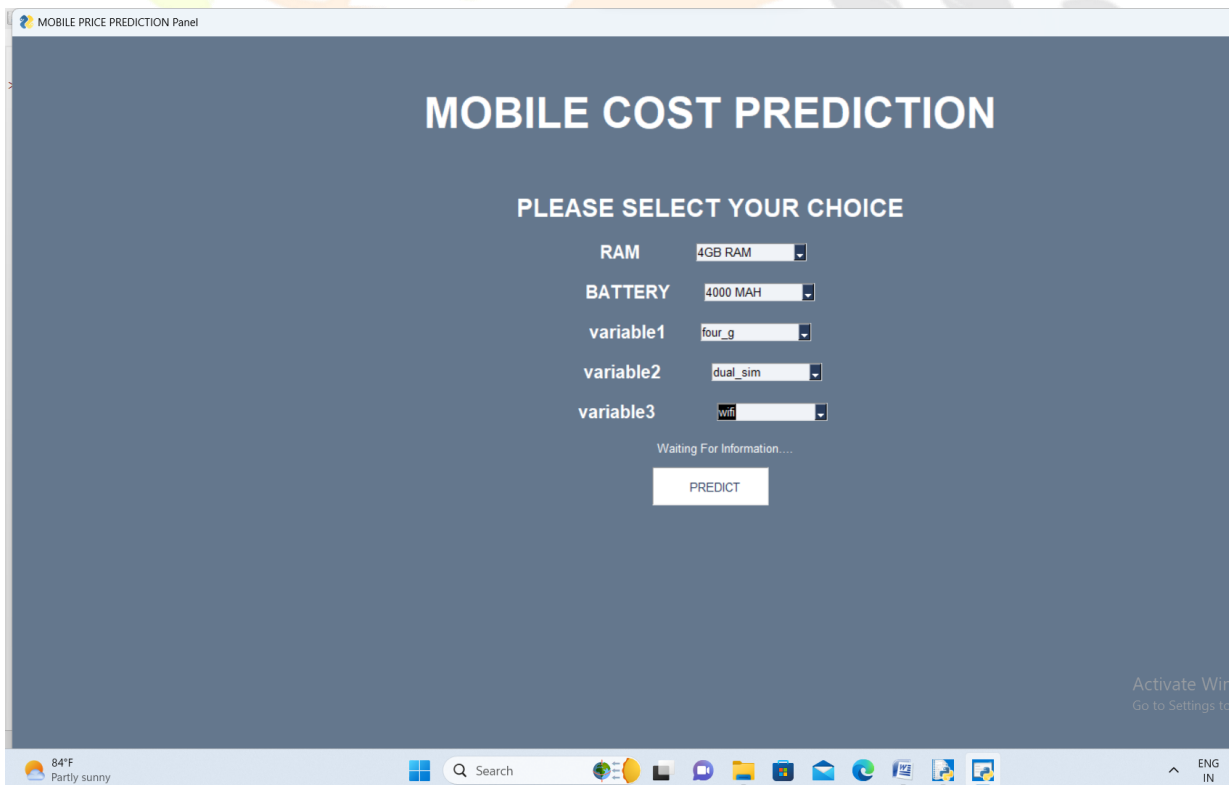 MOBILE PRICE PREDICTION Panel
MOBILE COST PREDICTION
PLEASE SELECT YOUR CHOICE
RAM 4GB RAM
BATTERY 4000 MAH
variable1 four_g
variable2 dual_sim
variable3 wifi
Waiting For Information....
PREDICT
Activate Win
Go to Settings to
84°F
Partly sunny
Search
ENG
IN